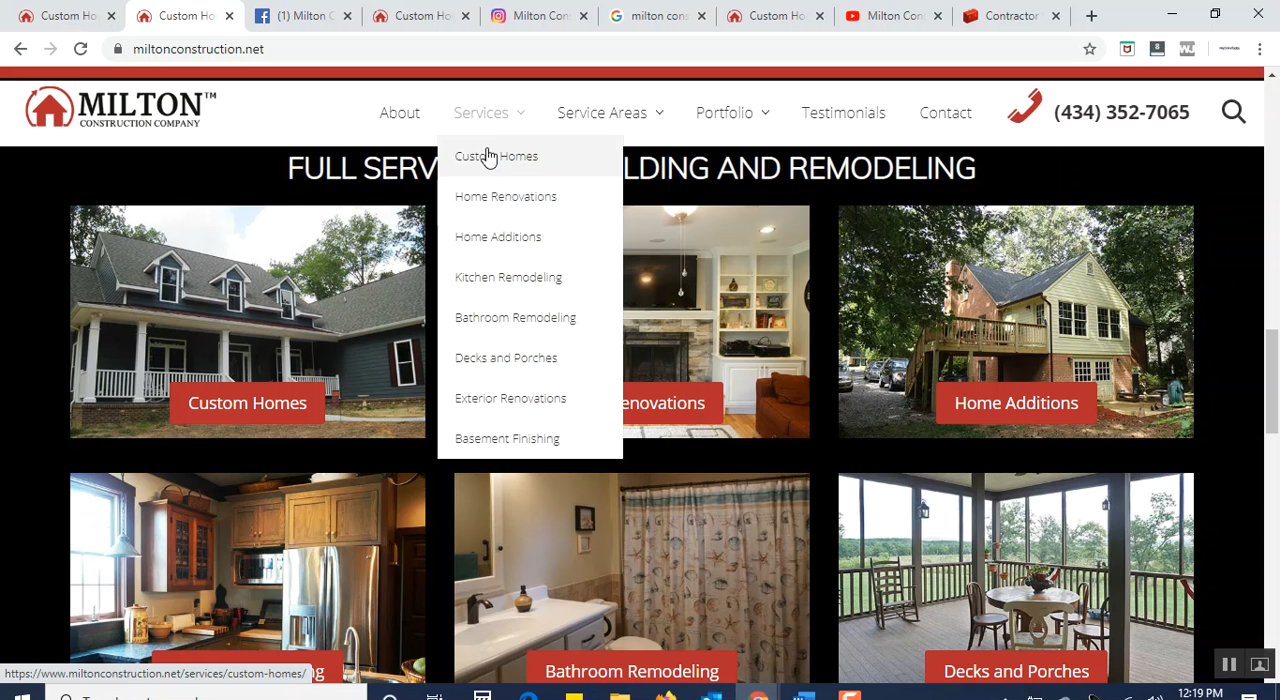 Custom Ho
Custom Ho
(1) Milton C
Custom Ho
Milton Con
milton cons
Custom Ho
Milton Con
Contractor
miltonconstruction.net
MILTON™
CONSTRUCTION COMPANY
About
Services
Service Areas
Portfolio
Testimonials
Contact
(434) 352-7065
FULL SERV
LDING AND REMODELING
Custom Homes
Home Renovations
Home Additions
Kitchen Remodeling
Bathroom Remodeling
Decks and Porches
Exterior Renovations
Basement Finishing
Custom Homes
enovations
Home Additions
Bathroom Remodeling
Decks and Porches
https://www.miltonconstruction.net/services/custom-homes/
ng
12:19 PM